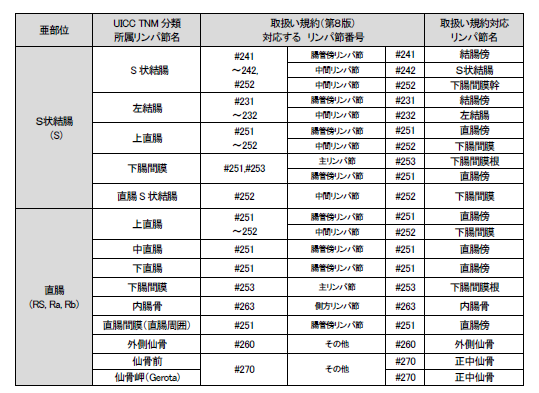 亜部位 UICC TNM 分類 所属リンパ節名 取扱い規約(第8版) 対応する リンパ節番号 取扱い規約対応 リンパ節名
S状結腸 (S)
S 状結腸 #241 ~242, #252 腸管傍リンパ節 #241 結腸傍
中間リンパ節 #242 S状結腸
中間リンパ節 #252 下腸間膜幹
左結腸 #231 ~232 腸管傍リンパ節 #231 結腸傍
中間リンパ節 #232 左結腸
上直腸 #251 ~252 腸管傍リンパ節 #251 直腸傍
中間リンパ節 #252 下腸間膜
下腸間膜 #251,#253 主リンパ節 #253 下腸間膜根
腸管傍リンパ節 #251 直腸傍
直腸 S 状結腸 #252 中間リンパ節 #252 下腸間膜
直腸 (RS, Ra, Rb)
上直腸 #251 ~252 腸管傍リンパ節 #251 直腸傍
中間リンパ節 #252 下腸間膜
中直腸 #251 腸管傍リンパ節 #251 直腸傍
下直腸 #251 腸管傍リンパ節 #251 直腸傍
下腸間膜 #253 主リンパ節 #253 下腸間膜根
内腸骨 #263 側方リンパ節 #263 内腸骨
直腸間膜(直腸周囲) #251 腸管傍リンパ節 #251 直腸傍
外側仙骨 #260 その他 #260 外側仙骨
仙骨前 #270 その他 #270 正中仙骨
仙骨岬(Gerota) #270 正中仙骨